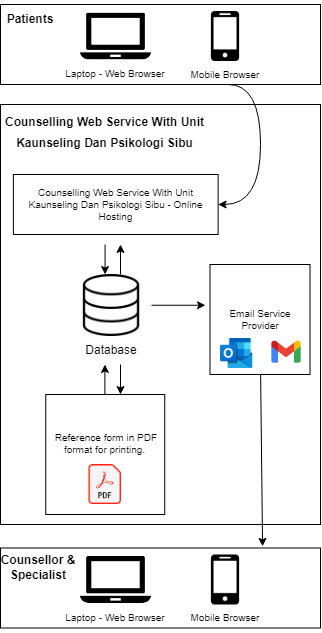 Patients
Laptop - Web Browser
Mobile Browser
Counselling Web Service With Unit
Kaunseling Dan Psikologi Sibu
Counselling Web Service With Unit
Kaunseling Dan Psikologi Sibu - Online
Hosting
Database
Email Service
Provider
O
Reference form in PDF
format for printing.
PDF
Counsellor &
Specialist
Laptop - Web Browser
Mobile Browser